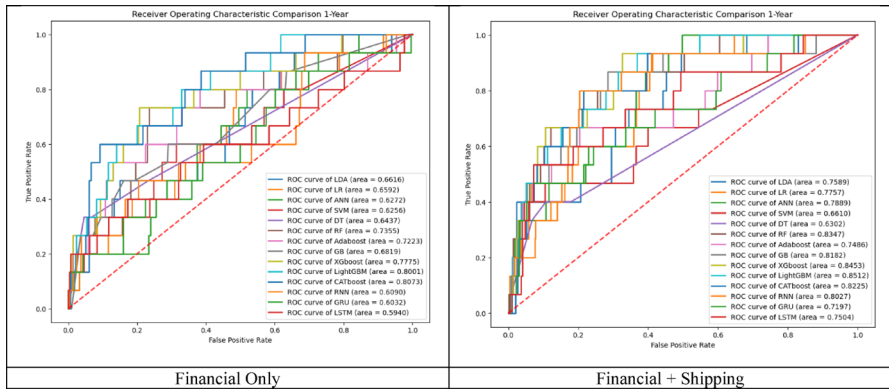 Receiver Operating Characteristic Comparison 1-Year
1.0
0.8
0.6
0.4
0.2
0.0
True Positive Rate
ROC curve of LDA (area = 0.6616)
ROC curve of LR (area = 0.6592)
ROC curve of ANN (area = 0.6272)
ROC curve of SVM (area = 0.6256)
ROC curve of DT (area = 0.6437)
ROC curve of RF (area = 0.7355)
ROC curve of Adaboost (area = 0.7223)
ROC curve of GB (area = 0.6819)
ROC curve of XGboost (area = 0.7775)
ROC curve of LightGBM (area = 0.8001)
ROC curve of CATboost (area = 0.8073)
ROC curve of RNN (area = 0.6090)
ROC curve of GRU (area = 0.6032)
ROC curve of LSTM (area = 0.5940)
0.0 0.2 0.4 0.6 0.8 1.0
False Positive Rate
Financial Only
Receiver Operating Characteristic Comparison 1-Year
1.0
0.8
0.6
0.4
0.2
0.0
True Positive Rate
ROC curve of LDA (area = 0.7589)
ROC curve of LR (area = 0.7757)
ROC curve of ANN (area = 0.7889)
ROC curve of SVM (area = 0.6610)
ROC curve of DT (area = 0.6302)
ROC curve of RF (area = 0.8347)
ROC curve of Adaboost (area = 0.7486)
ROC curve of GB (area = 0.8182)
ROC curve of XGboost (area = 0.8453)
ROC curve of LightGBM (area = 0.8512)
ROC curve of CATboost (area = 0.8225)
ROC curve of RNN (area = 0.8027)
ROC curve of GRU (area = 0.7197)
ROC curve of LSTM (area = 0.7504)
0.0 0.2 0.4 0.6 0.8 1.0
False Positive Rate
Financial + Shipping